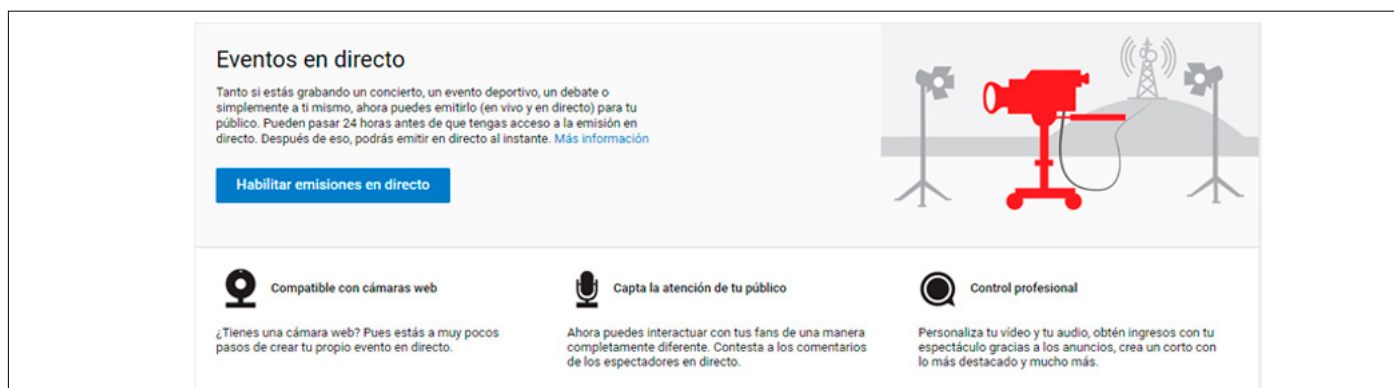 Eventos en directo
Tanto si estás grabando un concierto, un evento deportivo, un debate o
simplemente a ti mismo, ahora puedes emitirlo (en vivo y en directo) para tu
público. Pueden pasar 24 horas antes de que tengas acceso a la emisión en
directo. Después de eso, podrás emitir en directo al instante. Más información
Habilitar emisiones en directo
Compatible con cámaras web
¿Tienes una cámara web? Pues estás a muy pocos
pasos de crear tu propio evento en directo.
Capta la atención de tu público
Ahora puedes interactuar con tus fans de una manera
completamente diferente. Contesta a los comentarios
de los espectadores en directo.
Control profesional
Personaliza tu vídeo y tu audio, obtén ingresos con tu
espectáculo gracias a los anuncios, crea un corto con
lo más destacado y mucho más.